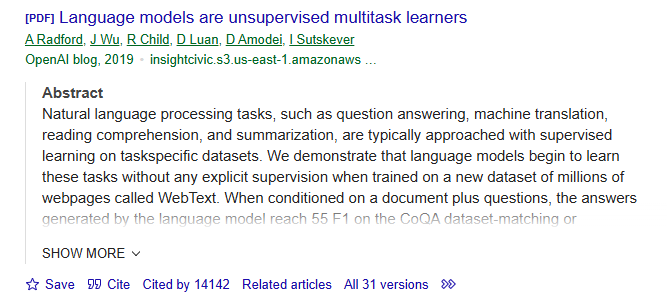 [PDF] Language models are unsupervised multitask learners
A Radford, J Wu, R Child, D Luan, D Amodei, I Sutskever
OpenAI blog, 2019 · insightcivic.s3.us-east-1.amazonaws ...
Abstract
Natural language processing tasks, such as question answering, machine translation,
reading comprehension, and summarization, are typically approached with supervised
learning on taskspecific datasets. We demonstrate that language models begin to learn
these tasks without any explicit supervision when trained on a new dataset of millions of
webpages called WebText. When conditioned on a document plus questions, the answers
generated by the language model reach 55 F1 on the CoQA dataset-matching or
SHOW MORE
Save Cite Cited by 14142 Related articles All 31 versions